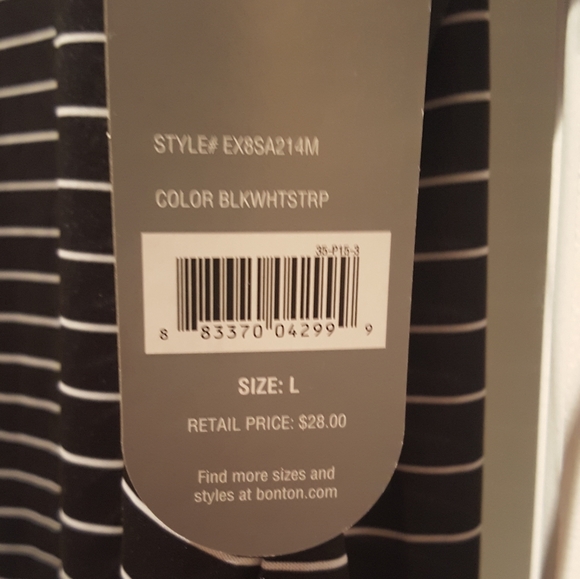 STYLE# EX8SA214M
COLOR BLKWHTSTRP
35-P15-3
8 83370 04299 9
SIZE: L
RETAIL PRICE: $28.00
Find more sizes and
styles at bonton.com